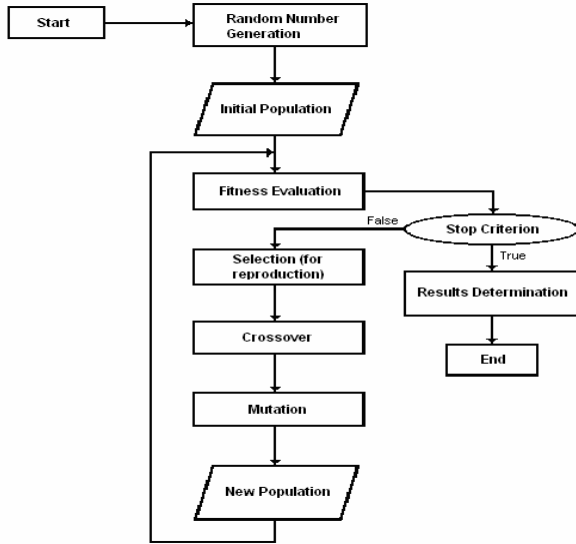 Start
Random Number
Generation
Initial Population
Fitness Evaluation
False
Stop Criterion
True
Selection (for
reproduction)
Results Determination
Crossover
End
Mutation
New Population